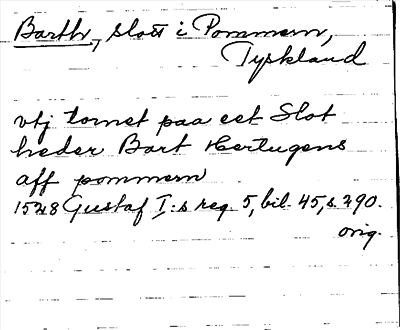 Barth, slott i Pommern,
Tyskland
vtj tornet paa eet Slot
heder Bart Hertugens
aff pommern
1528 Gustaf I:s reg. 5, bil. 45, s. 290.
orig.